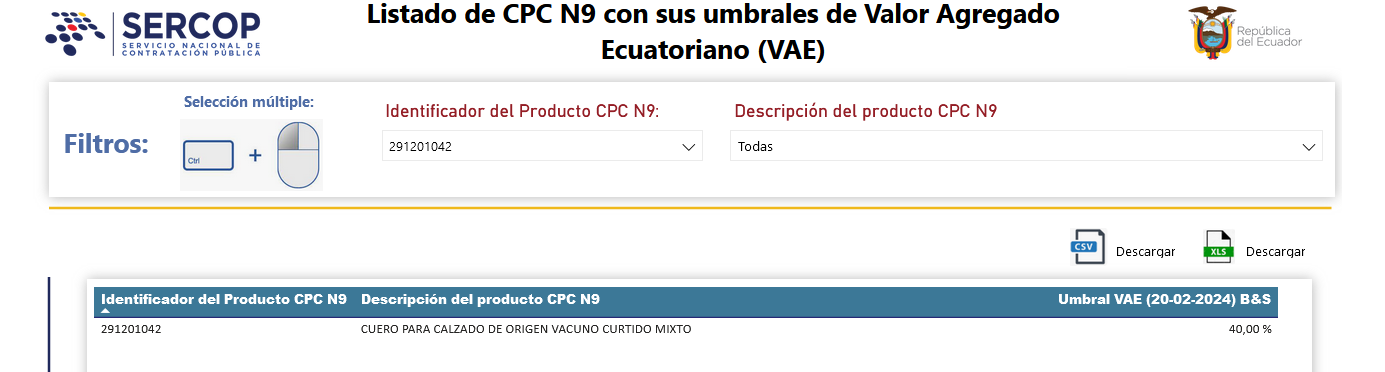 SERCOP
SERVICIO NACIONAL DE
CONTRATACIÓN PÚBLICA
Listado de CPC N9 con sus umbrales de Valor Agregado
Ecuatoriano (VAE)
República
del Ecuador
Filtros:
Selección múltiple:
Ctrl
+
Identificador del Producto CPC N9:
291201042
Descripción del producto CPC N9
Todas
CSV
Descargar
XLS
Descargar
Identificador del Producto CPC N9 Descripción del producto CPC N9 Umbral VAE (20-02-2024) B&S
291201042 CUERO PARA CALZADO DE ORIGEN VACUNO CURTIDO MIXTO 40,00 %